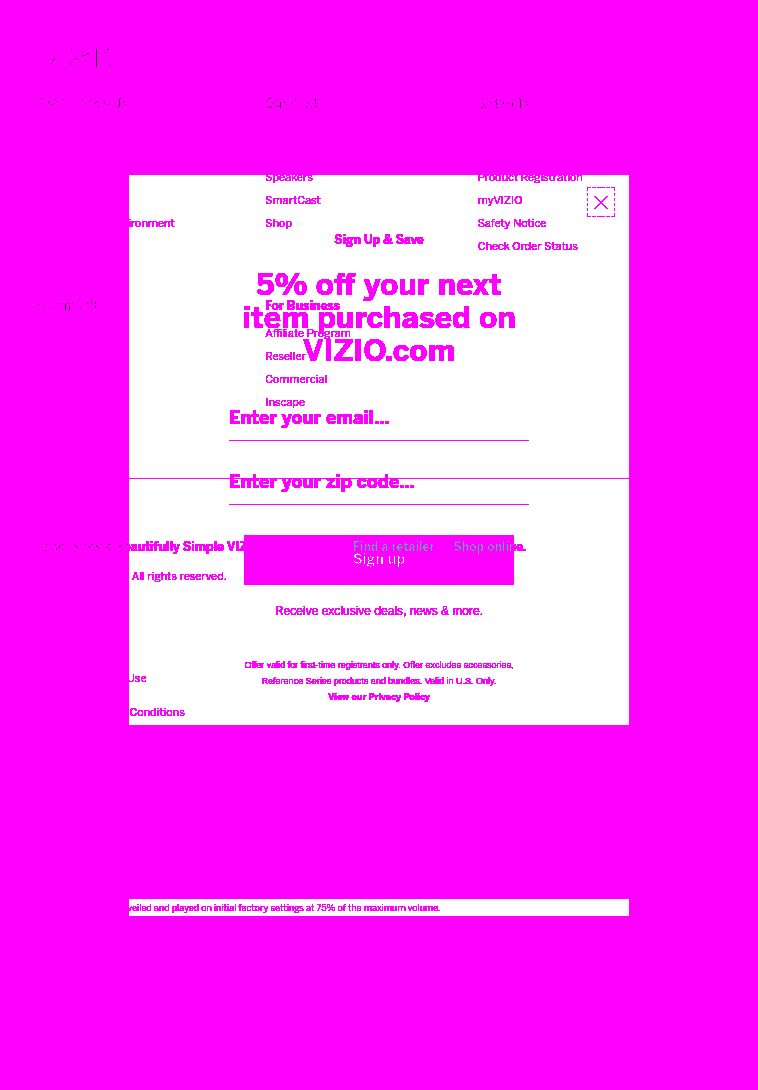 Speakers
Product Registration
SmartCast
myVIZIO
ironment
Shop
Safety Notice
Sign Up & Save
Check Order Status
5% off your next
item purchased on
VIZIO.com
For Business
Affiliate Program
Reseller
Commercial
Inscape
Enter your email...
Enter your zip code...
eautifully Simple VIZ
Find a retailer
Shop online.
Sign up
All rights reserved.
Receive exclusive deals, news & more.
Offer valid for first-time registrants only. Offer excludes accessories,
Reference Series products and bundles. Valid in U.S. Only.
View our Privacy Policy
Use
Conditions
veiled and played on initial factory settings at 75% of the maximum volume.